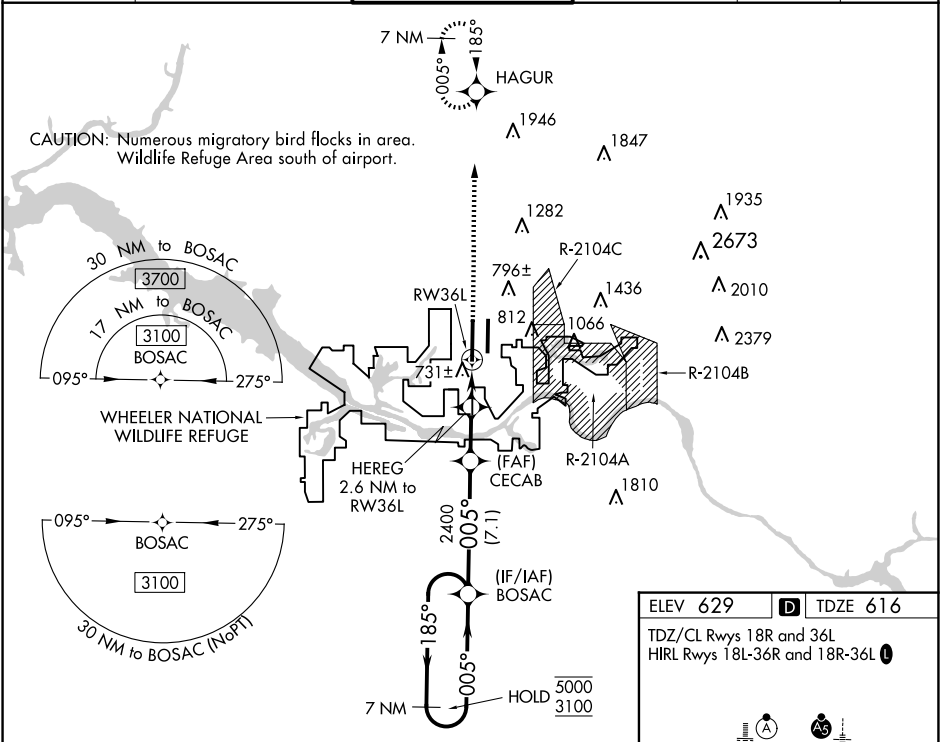 7 NM
185°
005°
HAGUR
CAUTION: Numerous migratory bird flocks in area.
Wildlife Refuge Area south of airport.
1946
1847
1935
2673
1282
R-2104C
2010
796±
1436
RW36L
812
1066
2379
731±
R-2104B
30 NM to BOSAC
3700
17 NM to BOSAC
3100
BOSAC
095°
275°
WHEELER NATIONAL
WILDLIFE REFUGE
HEREG
2.6 NM to
RW36L
(FAF)
CECAB
R-2104A
1810
095°
275°
BOSAC
3100
30 NM to BOSAC (NoPT)
2400
005°
(7.1)
(IF/IAF)
BOSAC
185°
005°
7 NM
HOLD
5000
3100
ELEV 629
D
TDZE 616
TDZ/CL Rwys 18R and 36L
HIRL Rwys 18L-36R and 18R-36L L
A
A5